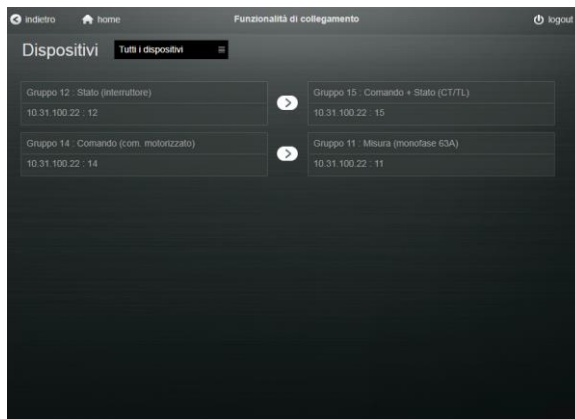 indietro home Funzionalità di collegamento logout
Dispositivi Tutti i dispositivi
Gruppo 12 : Stato (interruttore) Gruppo 15 : Comando + Stato (CT/TL)
10.31.100.22 : 12 10.31.100.22 : 15
Gruppo 14 : Comando (com. motorizzato) Gruppo 11 : Misura (monofase 63A)
10.31.100.22 : 14 10.31.100.22 : 11